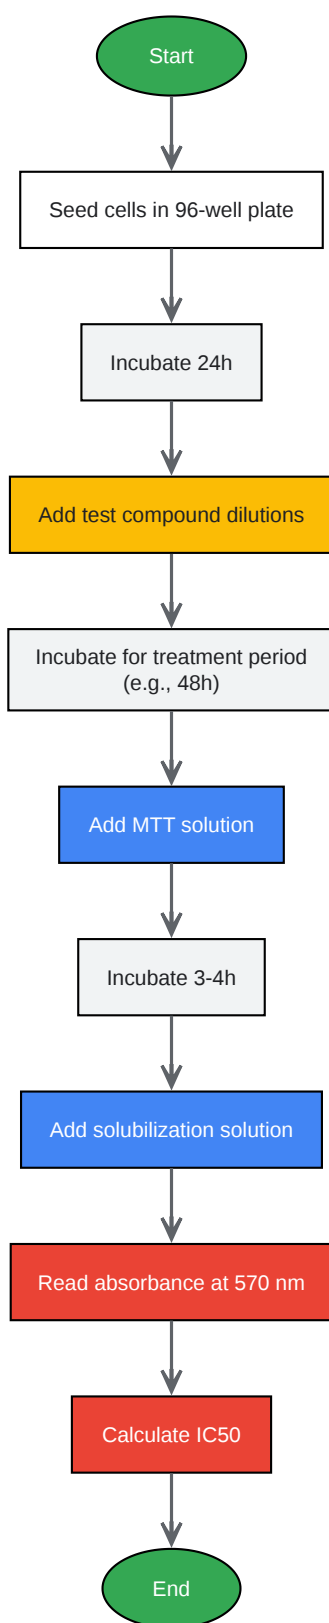 Start
Seed cells in 96-well plate
Incubate 24h
Add test compound dilutions
Incubate for treatment period
(e.g., 48h)
Add MTT solution
Incubate 3-4h
Add solubilization solution
Read absorbance at 570 nm
Calculate IC50
End